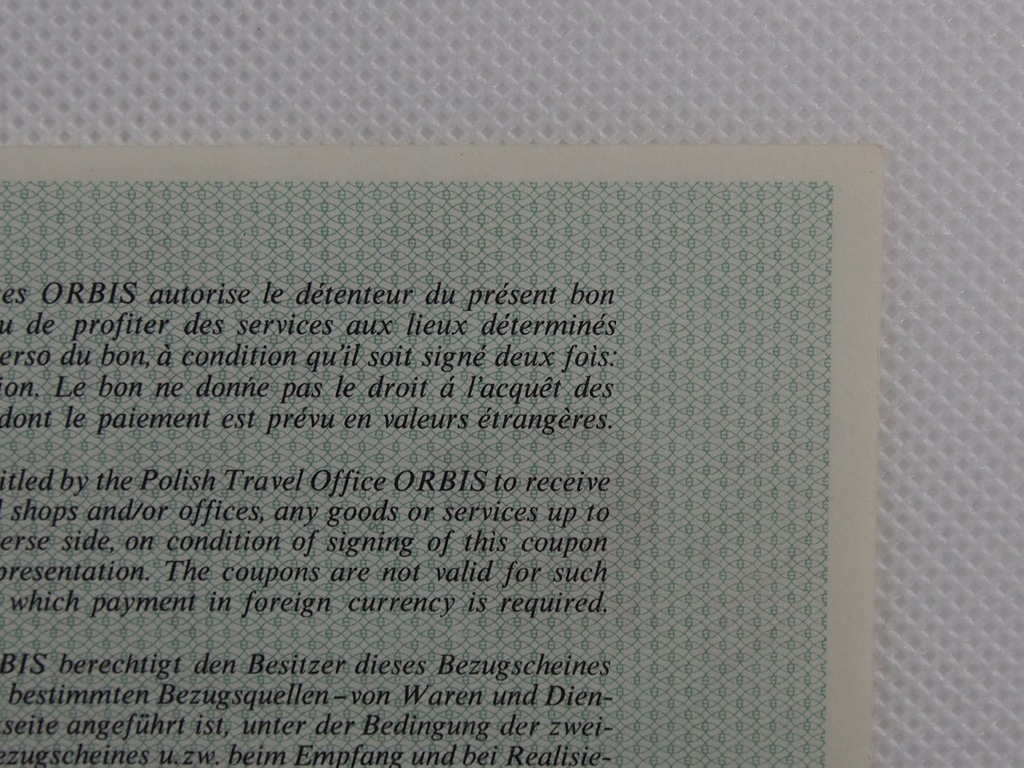 es ORBIS autorise le détenteur du présent bon
u de profiter des services aux lieux déterminés
erso du bon, à condition qu'il soit signé deux fois:
ion. Le bon ne donńe pas le droit á l'acquêt des
dont le paiement est prévu en valeurs étrangères.
itled by the Polish Travel Office ORBIS to receive
l shops and/or offices, any goods or services up to
erse side, on condition of signing of this coupon
presentation. The coupons are not valid for such
which payment in foreign currency is required.
BIS berechtigt den Besitzer dieses Bezugscheines
bestimmten Bezugsquellen–von Waren und Dien-
seite angeführt ist, unter der Bedingung der zwei-
ezugscheines u. zw. beim Empfang und bei Realisie-